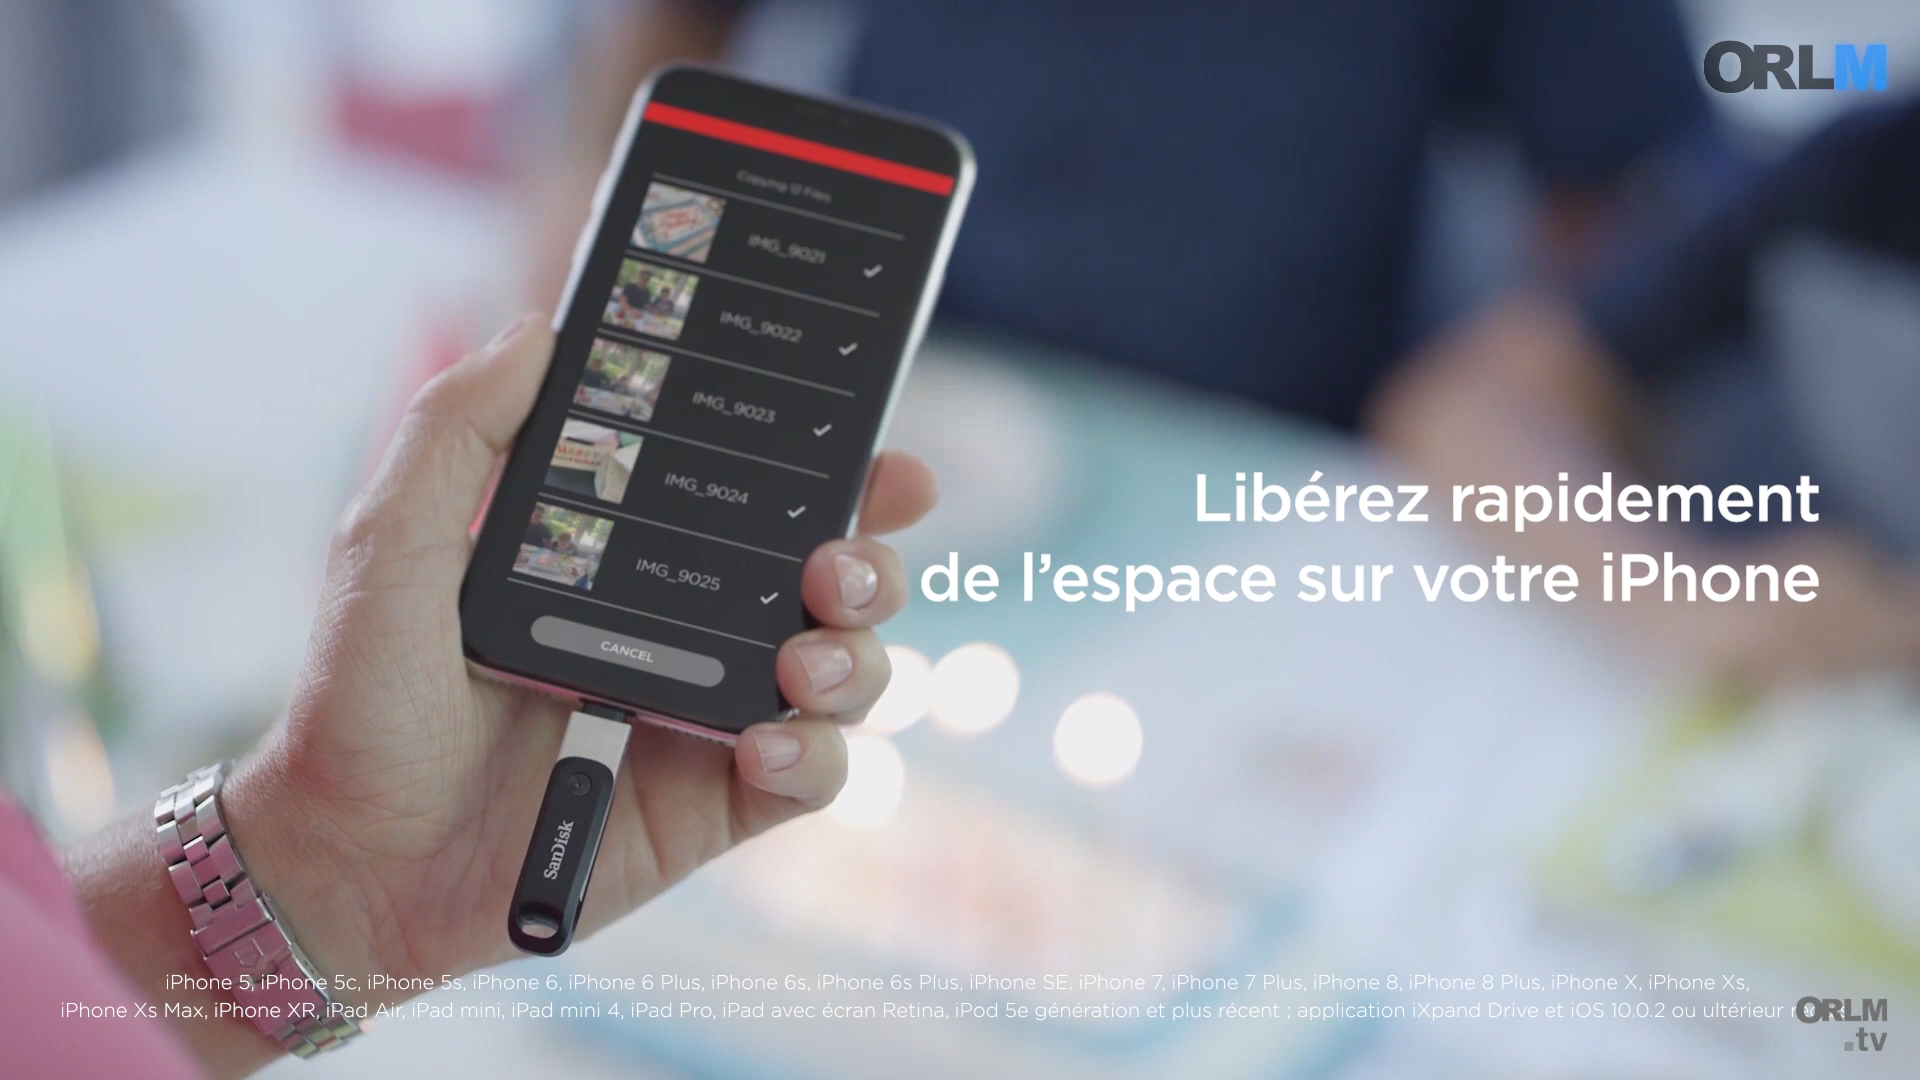 ORLM
Copying 12 Files
IMG_9021
IMG_9022
IMG_9023
IMG_9024
IMG_9025
CANCEL
SanDisk
Libérez rapidement
de l'espace sur votre iPhone
iPhone 5, iPhone 5c, iPhone 5s, iPhone 6, iPhone 6 Plus, iPhone 6s, iPhone 6s Plus, iPhone SE, iPhone 7, iPhone 7 Plus, iPhone 8, iPhone 8 Plus, iPhone X, iPhone Xs,
iPhone Xs Max, iPhone XR, iPad Air, iPad mini, iPad mini 4, iPad Pro, iPad avec écran Retina, iPod 5e génération et plus récent ; application iXpand Drive et iOS 10.0.2 ou ultérieur
ORLM
.tv